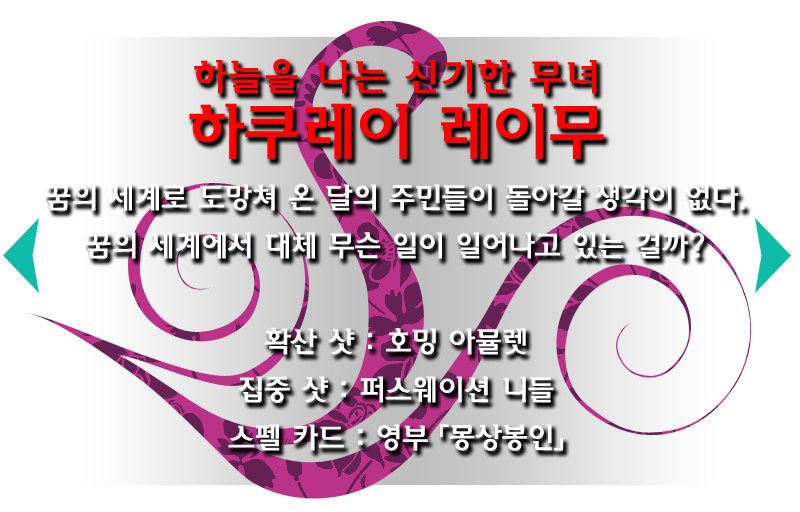 하늘을 나는 신기한 무녀
하쿠레이 레이무
꿈의 세계로 도망쳐 온 달의 주민들이 돌아갈 생각이 없다.
꿈의 세계에서 대체 무슨 일이 일어나고 있는 걸까?
확산 샷 : 호밍 아뮬렛
집중 샷 : 퍼스웨이션 니들
스펠 카드 : 영부 「몽상봉인」